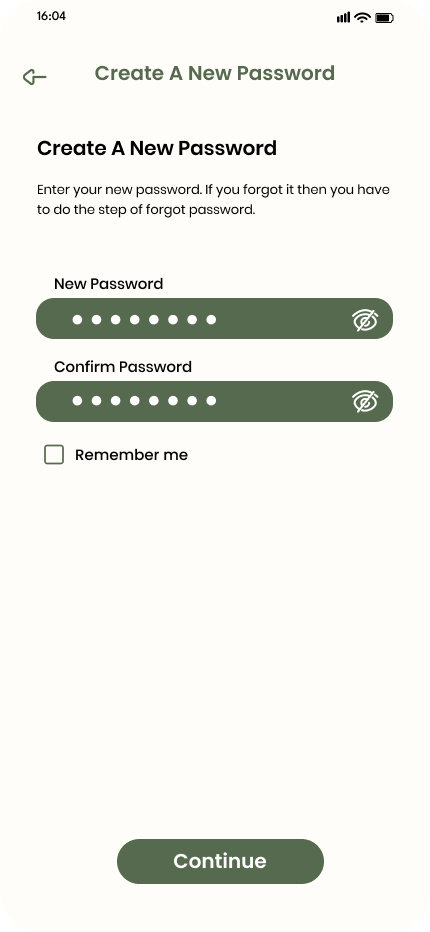 16:04
Create A New Password
Create A New Password
Enter your new password. If you forgot it then you have
to do the step of forgot password.
New Password
Confirm Password
Remember me
Continue